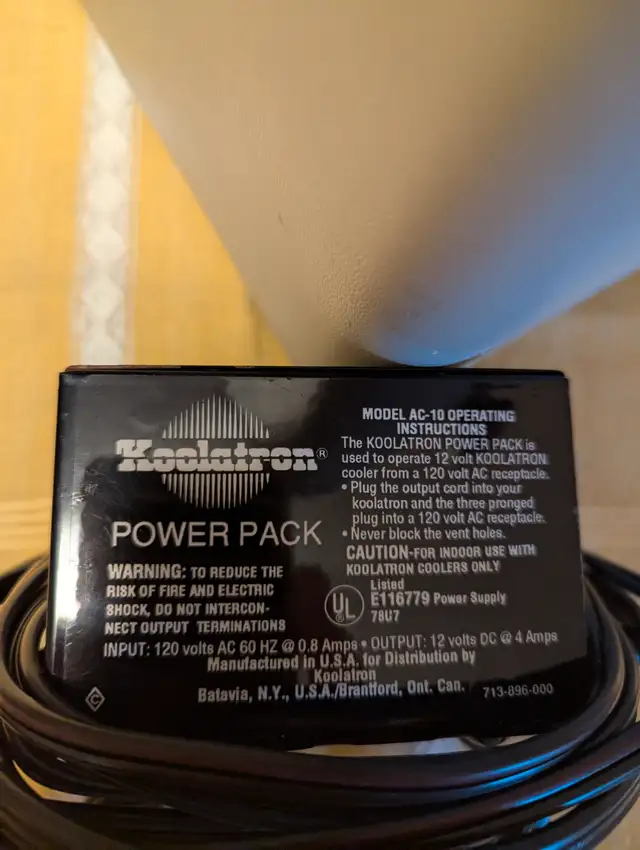 Koolatron®
POWER PACK
WARNING: TO REDUCE THE
RISK OF FIRE AND ELECTRIC
SHOCK, DO NOT INTERCON-
NECT OUTPUT TERMINATIONS
MODEL AC-10 OPERATING
INSTRUCTIONS
The KOOLATRON POWER PACK is
used to operate 12 volt KOOLATRON
cooler from a 120 volt AC receptacle.
• Plug the output cord into your
koolatron and the three pronged
plug into a 120 volt AC receptacle.
• Never block the vent holes.
CAUTION-FOR INDOOR USE WITH
KOOLATRON COOLERS ONLY
UL
Listed
E116779 Power Supply
78U7
INPUT: 120 volts AC 60 HZ @ 0.8 Amps • OUTPUT: 12 volts DC @ 4 Amps
Manufactured in U.S.A. for Distribution by
Koolatron
Batavia, N.Y., U.S.A./Brantford, Ont. Can.
C
713-896-000